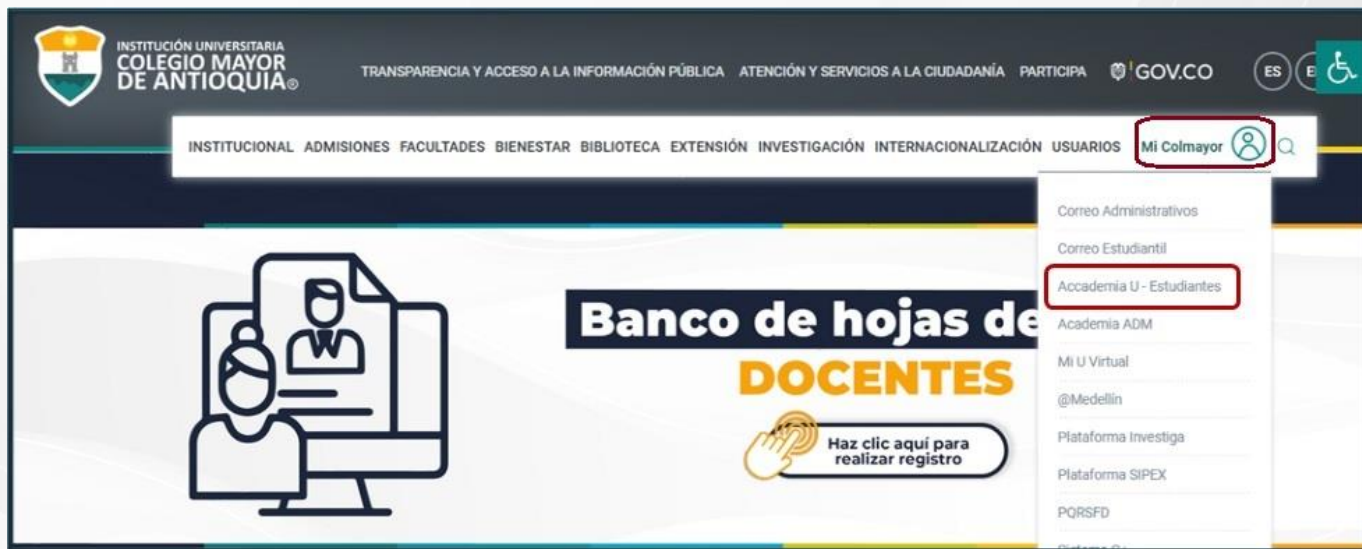 INSTITUCIÓN UNIVERSITARIA
COLEGIO MAYOR
DE ANTIOQUIA®
TRANSPARENCIA Y ACCESO A LA INFORMACIÓN PÚBLICA ATENCIÓN Y SERVICIOS A LA CIUDADANÍA PARTICIPA GOV.CO ES
INSTITUCIONAL ADMISIONES FACULTADES BIENESTAR BIBLIOTECA EXTENSIÓN INVESTIGACIÓN INTERNACIONALIZACIÓN USUARIOS Mi Colmayor
Correo Administrativos
Correo Estudiantil
Accademia U - Estudiantes
Academia ADM
Mi U Virtual
@Medellín
Plataforma Investiga
Plataforma SIPEX
PQRSFD
Banco de hojas de
DOCENTES
Haz clic aquí para
realizar registro